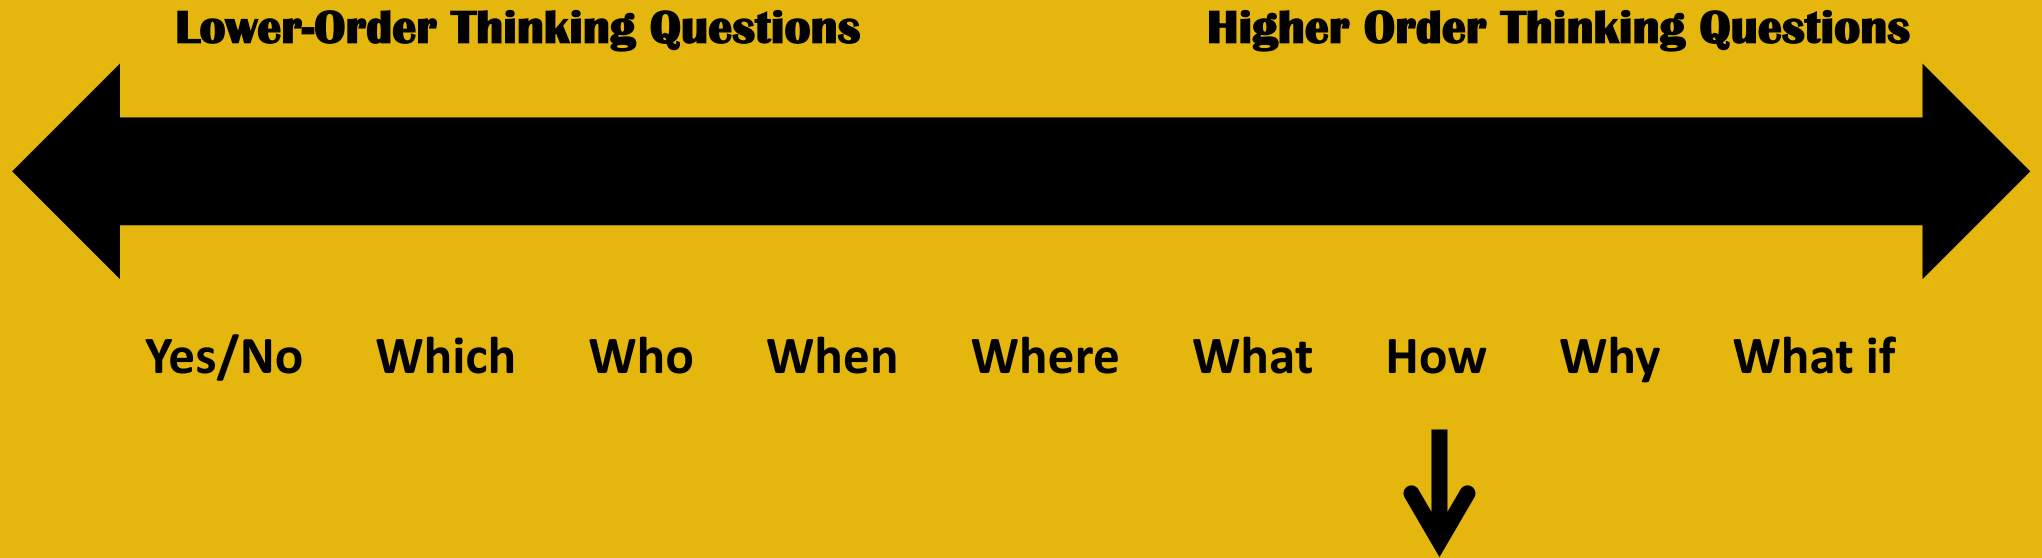 Lower-Order Thinking Questions Higher Order Thinking Questions
Yes/No Which Who When Where What How Why What if